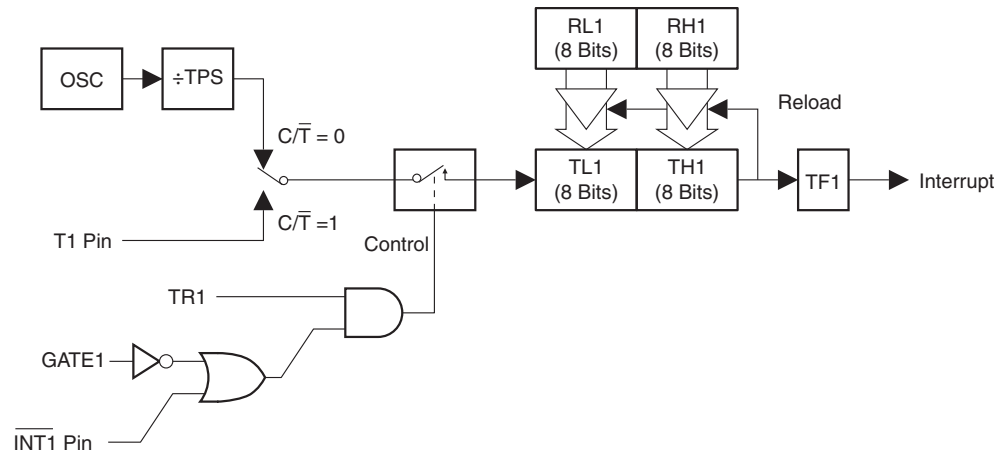 RL1
(8 Bits)
RH1
(8 Bits)
OSC
÷TPS
Reload
C/T̅ = 0
TL1
(8 Bits)
TH1
(8 Bits)
TF1
Interrupt
C/T̅ =1
T1 Pin
Control
TR1
GATE1
I̅N̅T̅1̅ Pin